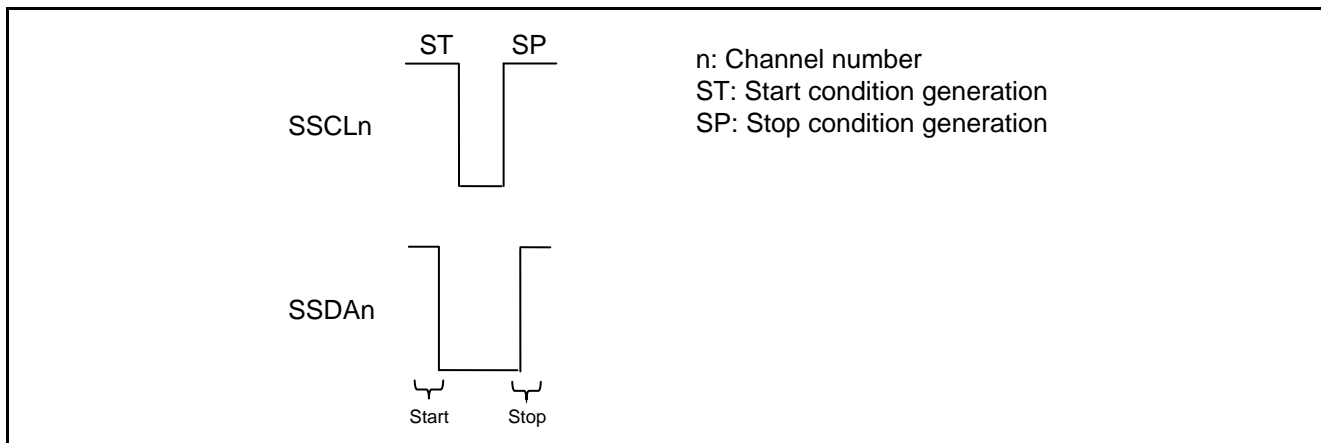 ST SP
n: Channel number
ST: Start condition generation
SP: Stop condition generation
SSCLn
SSDAn
Start Stop